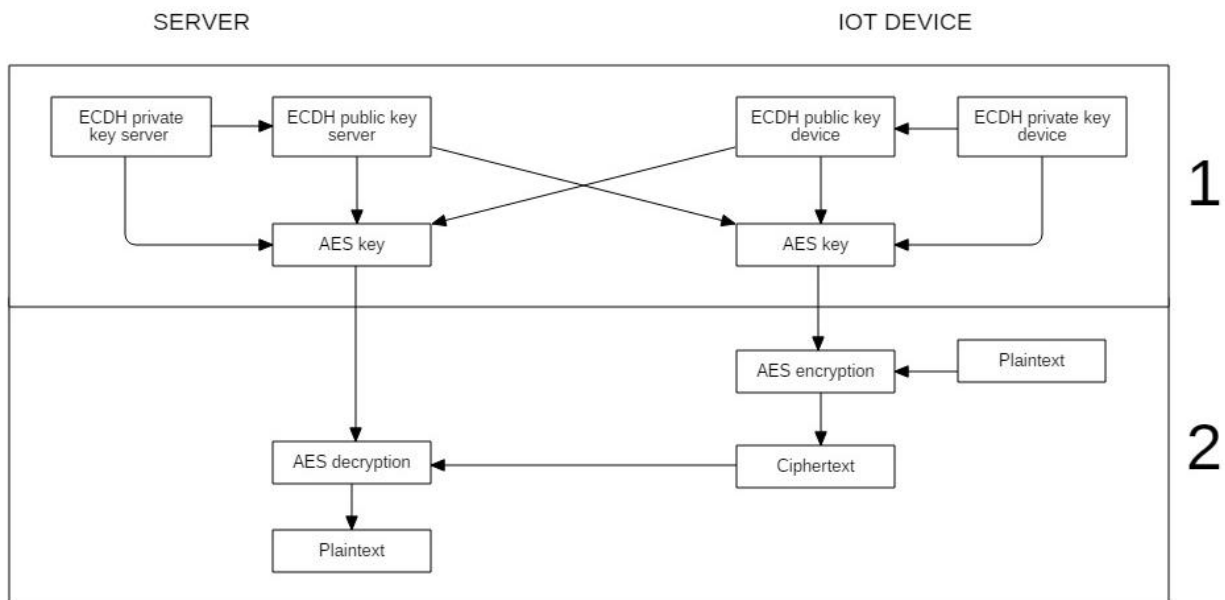 SERVER
IOT DEVICE
ECDH private
key server
ECDH public key
server
ECDH public key
device
ECDH private key
device
1
AES key
AES key
AES encryption
Plaintext
2
AES decryption
Ciphertext
Plaintext